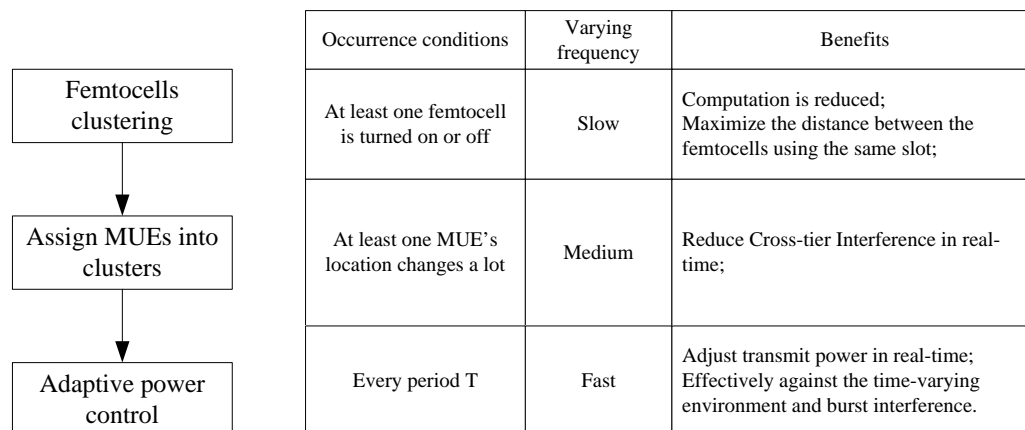 Occurrence conditions
Varying
frequency
Benefits
Femtocells
clustering
At least one femtocell
is turned on or off
Slow
Computation is reduced;
Maximize the distance between the
femtocells using the same slot;
Assign MUEs into
clusters
At least one MUE's
location changes a lot
Medium
Reduce Cross-tier Interference in real-
time;
Adaptive power
control
Every period T
Fast
Adjust transmit power in real-time;
Effectively against the time-varying
environment and burst interference.